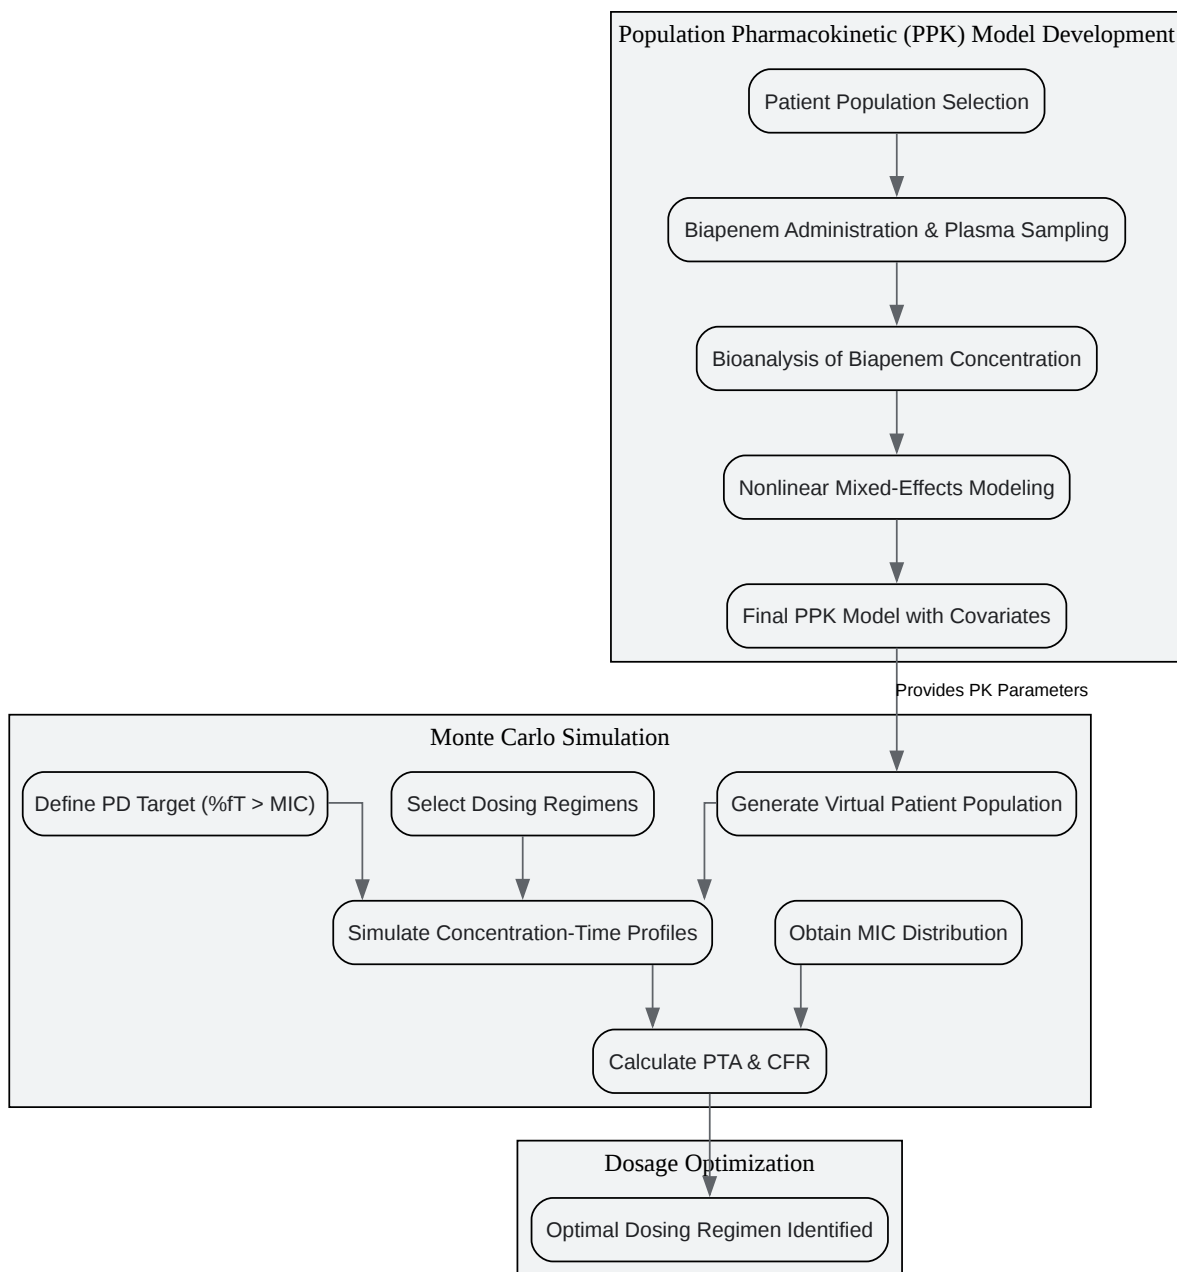 Population Pharmacokinetic (PPK) Model Development
Patient Population Selection
Biapenem Administration & Plasma Sampling
Bioanalysis of Biapenem Concentration
Nonlinear Mixed-Effects Modeling
Final PPK Model with Covariates
Provides PK Parameters
Monte Carlo Simulation
Define PD Target (%fT > MIC)
Select Dosing Regimens
Generate Virtual Patient Population
Simulate Concentration-Time Profiles
Obtain MIC Distribution
Calculate PTA & CFR
Dosage Optimization
Optimal Dosing Regimen Identified